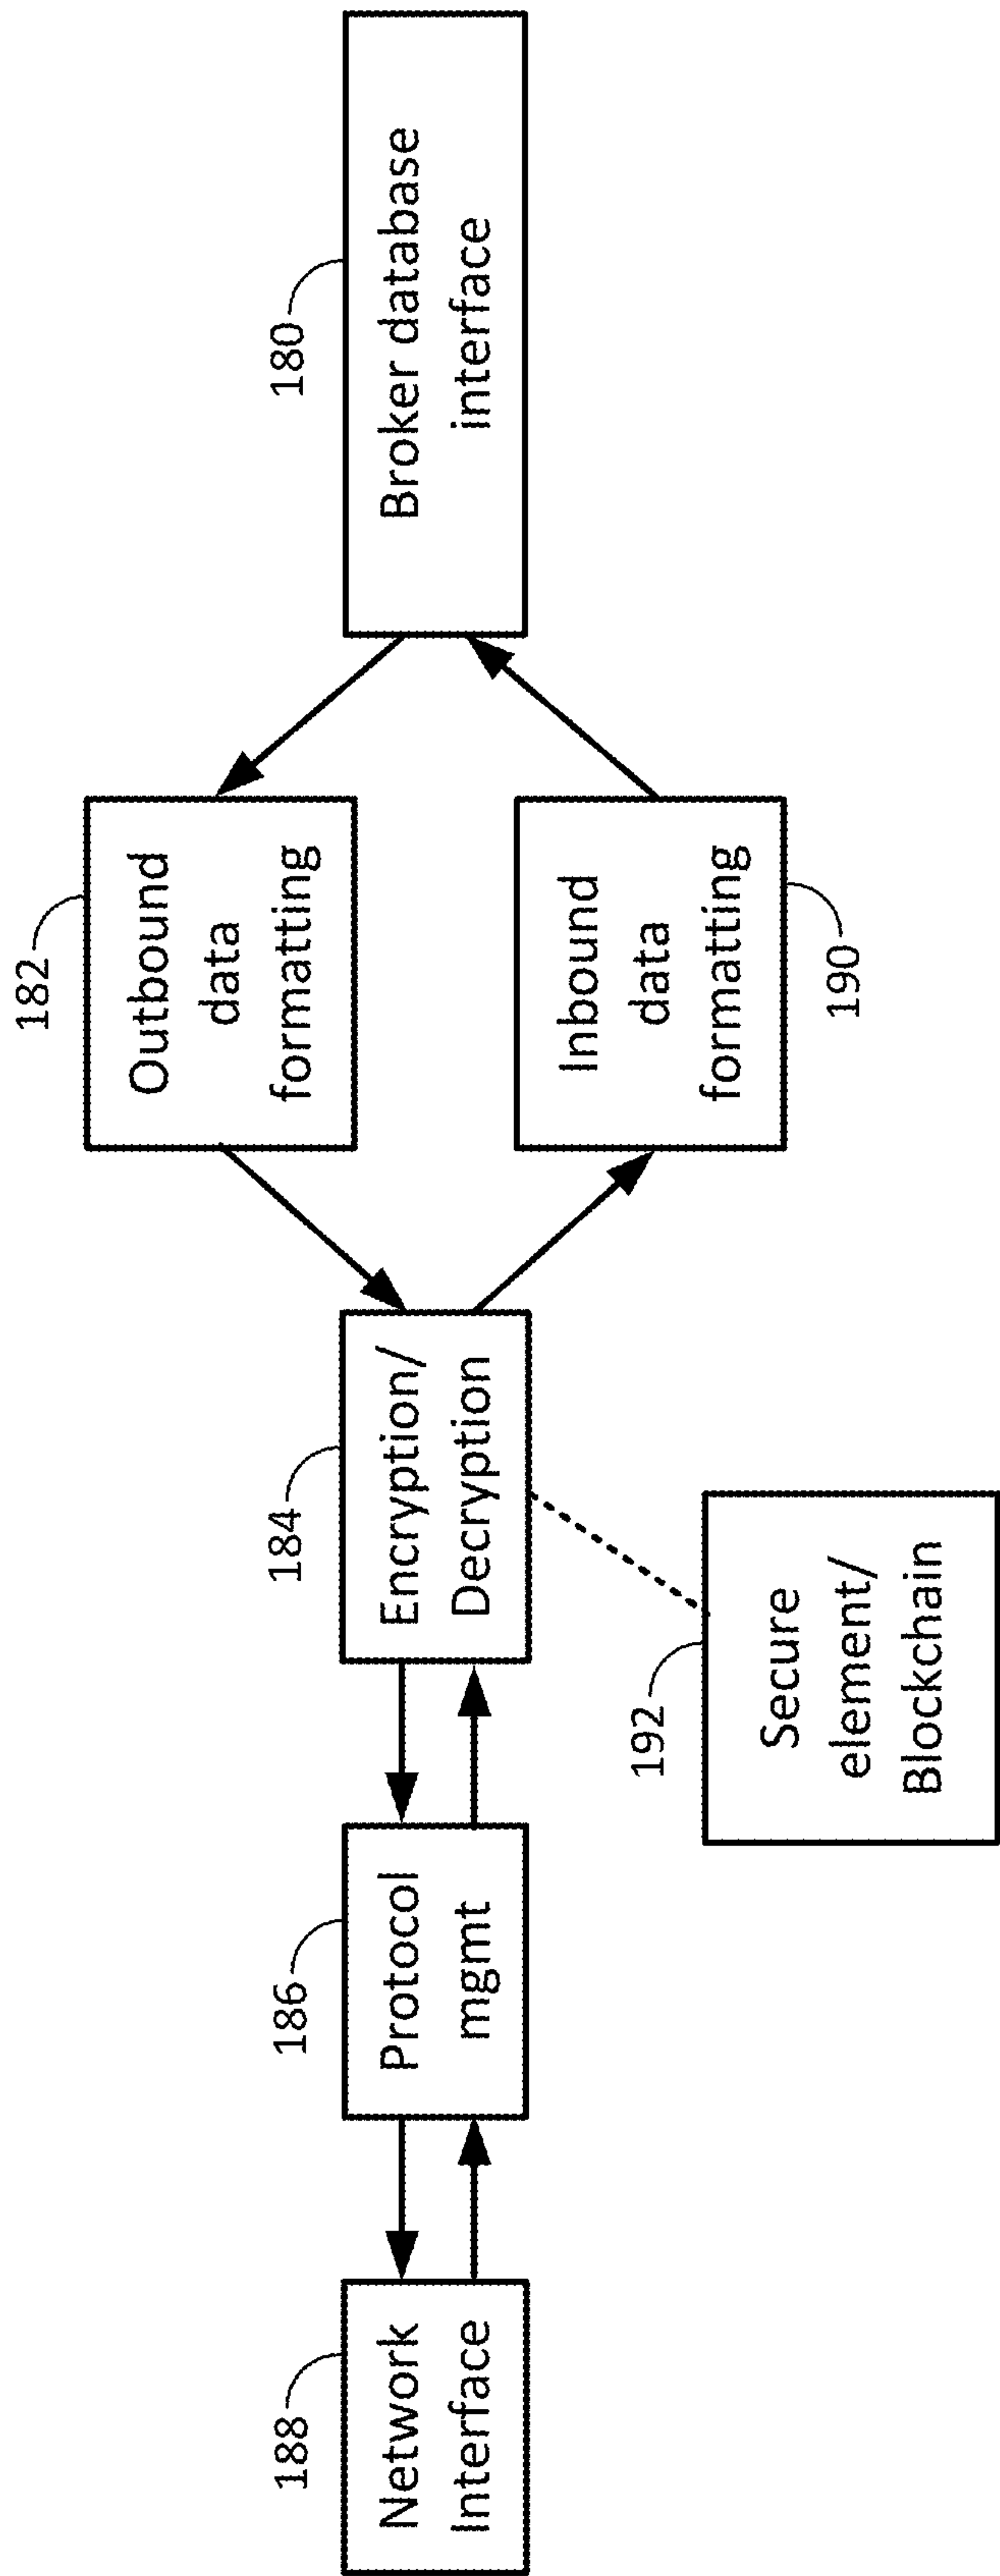 188
Network
Interface
186
Protocol
mgmt
184
Encryption/
Decryption
192
Secure
element/
Blockchain
182
Outbound
data
formatting
Inbound
data
formatting
190
180
Broker database
interface